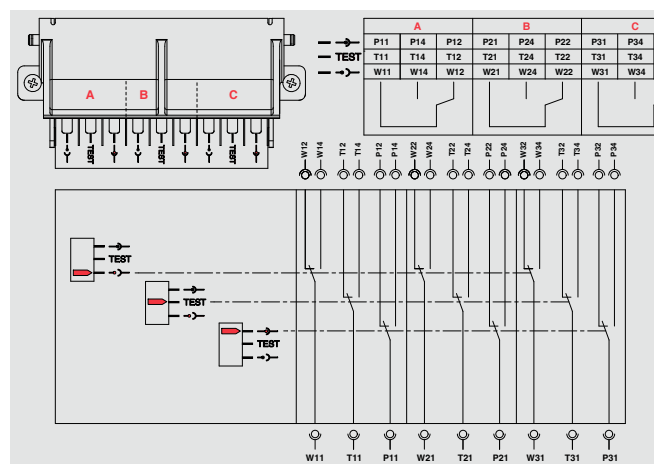 A B C
P11 P14 P12 P21 P24 P22 P31 P34
TEST T11 T14 T12 T21 T24 T22 T31 T34
W11 W14 W12 W21 W24 W22 W31 W34
A B C
TEST TEST TEST
W12 W14 T12 T14 P12 P14 W22 W24 T22 T24 P22 P24 W32 W34 T32 T34 P32 P34
TEST
TEST
TEST
W11 T11 P11 W21 T21 P21 W31 T31 P31